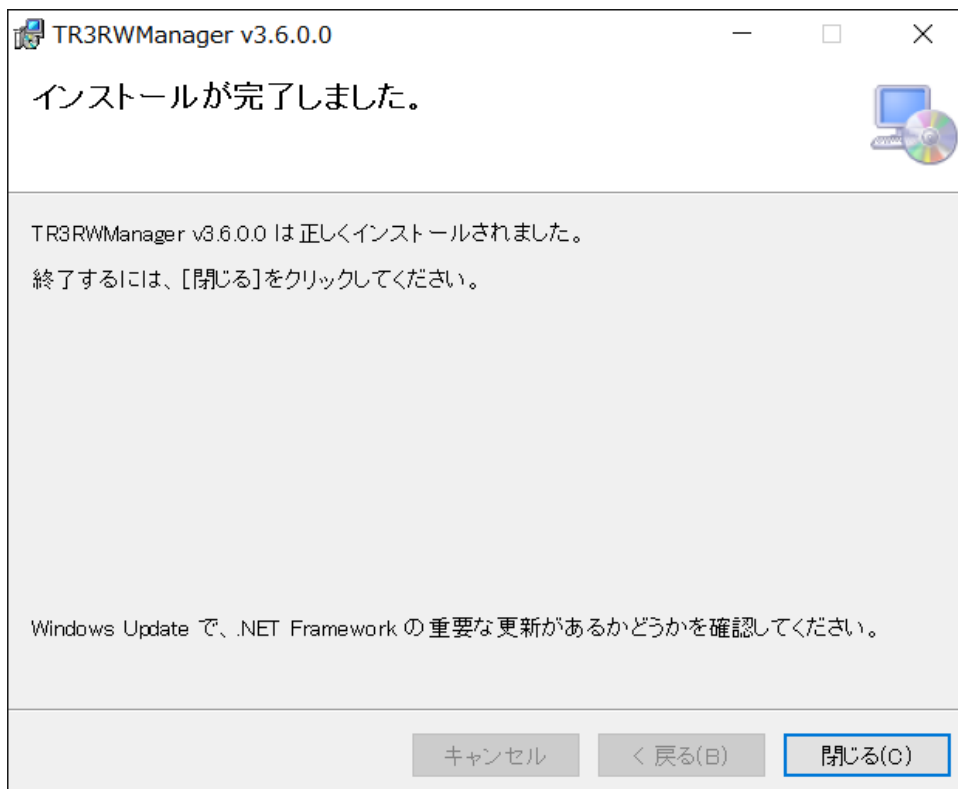 TR3RWManager v3.6.0.0
インストールが完了しました。
TR3RWManager v3.6.0.0 は正しくインストールされました。
終了するには、[閉じる]をクリックしてください。
Windows Update で、.NET Framework の重要な更新があるかどうかを確認してください。
キャンセル
< 戻る(B)
閉じる(C)